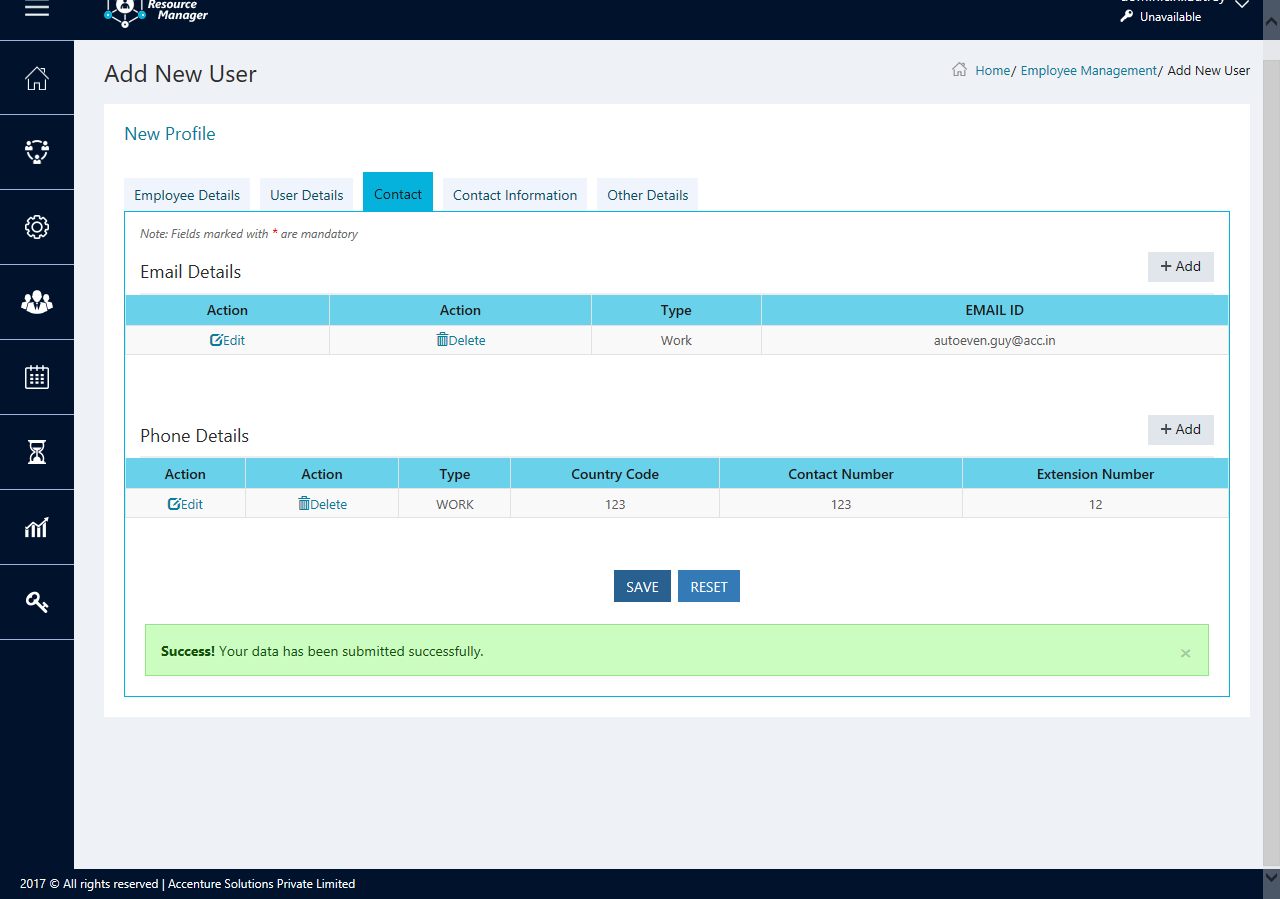 Resource
Manager
Unavailable
Add New User
Home/ Employee Management/ Add New User
New Profile
Employee Details
User Details
Contact
Contact Information
Other Details
Note: Fields marked with * are mandatory
Email Details
+ Add
Action Action Type EMAIL ID
Edit Delete Work autoeven.guy@acc.in
Phone Details
+ Add
Action Action Type Country Code Contact Number Extension Number
Edit Delete WORK 123 123 12
SAVE RESET
Success! Your data has been submitted successfully. ×
2017 © All rights reserved | Accenture Solutions Private Limited